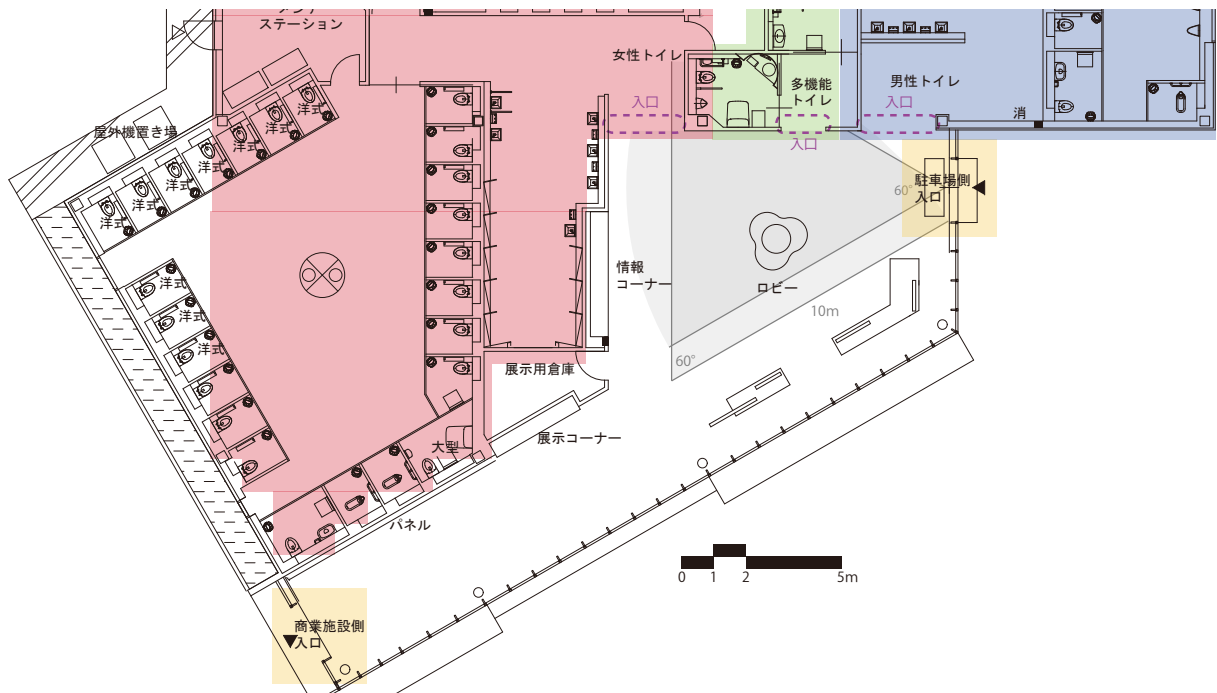 ステーション
女性トイレ
多機能
トイレ
男性トイレ
入口
入口
入口
消
屋外機置き場
洋式
洋式
洋式
洋式
洋式
洋式
洋式
洋式
洋式
洋式
駐車場側
入口
60°
情報
コーナー
ロビー
10m
60°
展示用倉庫
展示コーナー
大型
パネル
0 1 2 5m
商業施設側
入口